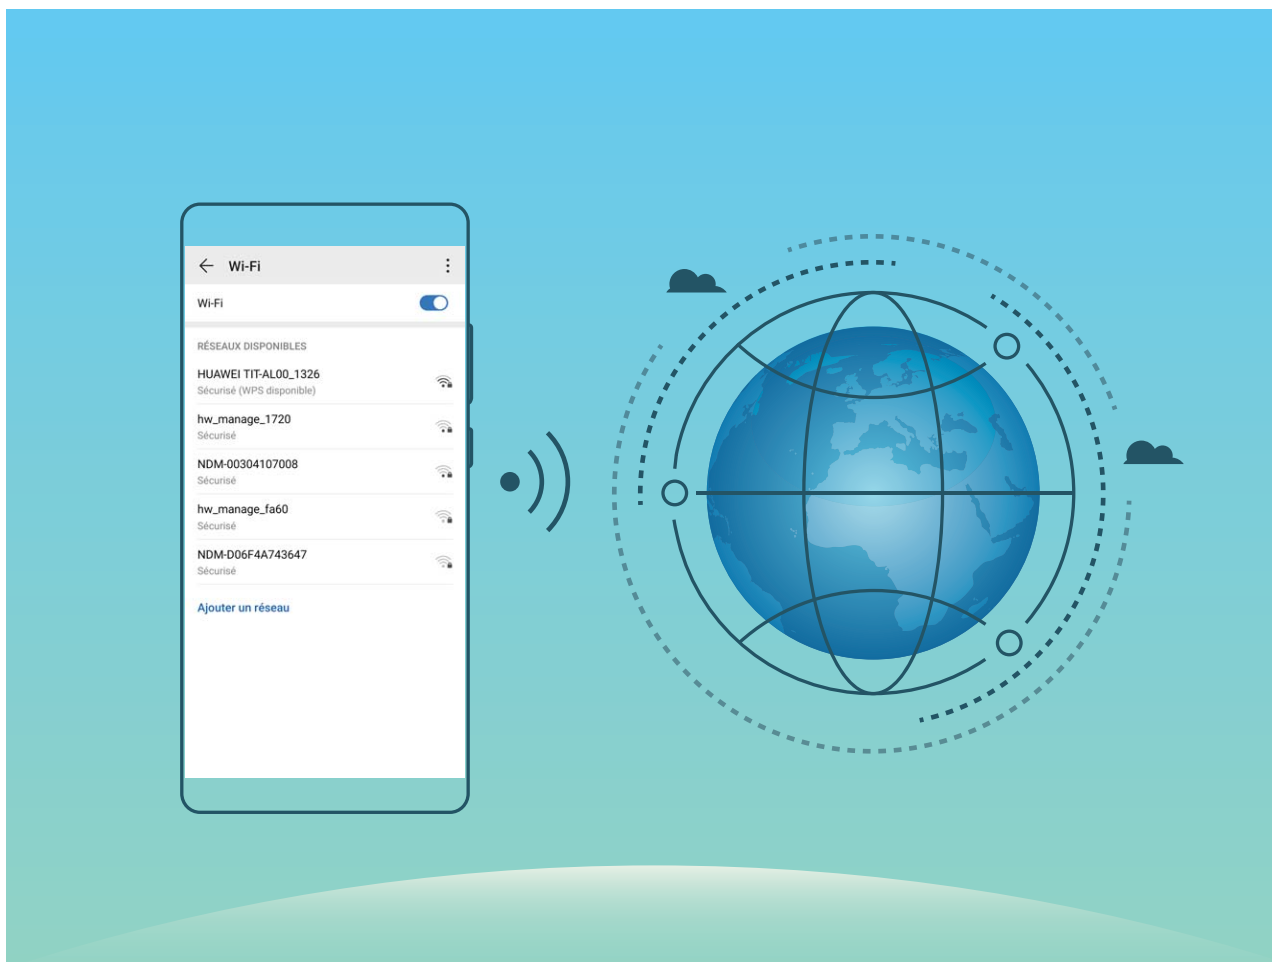 Wi-Fi
Wi-Fi
RÉSEAUX DISPONIBLES
HUAWEI TIT-AL00_1326
Sécurisé (WPS disponible)
hw_manage_1720
Sécurisé
NDM-00304107008
Sécurisé
hw_manage_fa60
Sécurisé
NDM-D06F4A743647
Sécurisé
Ajouter un réseau